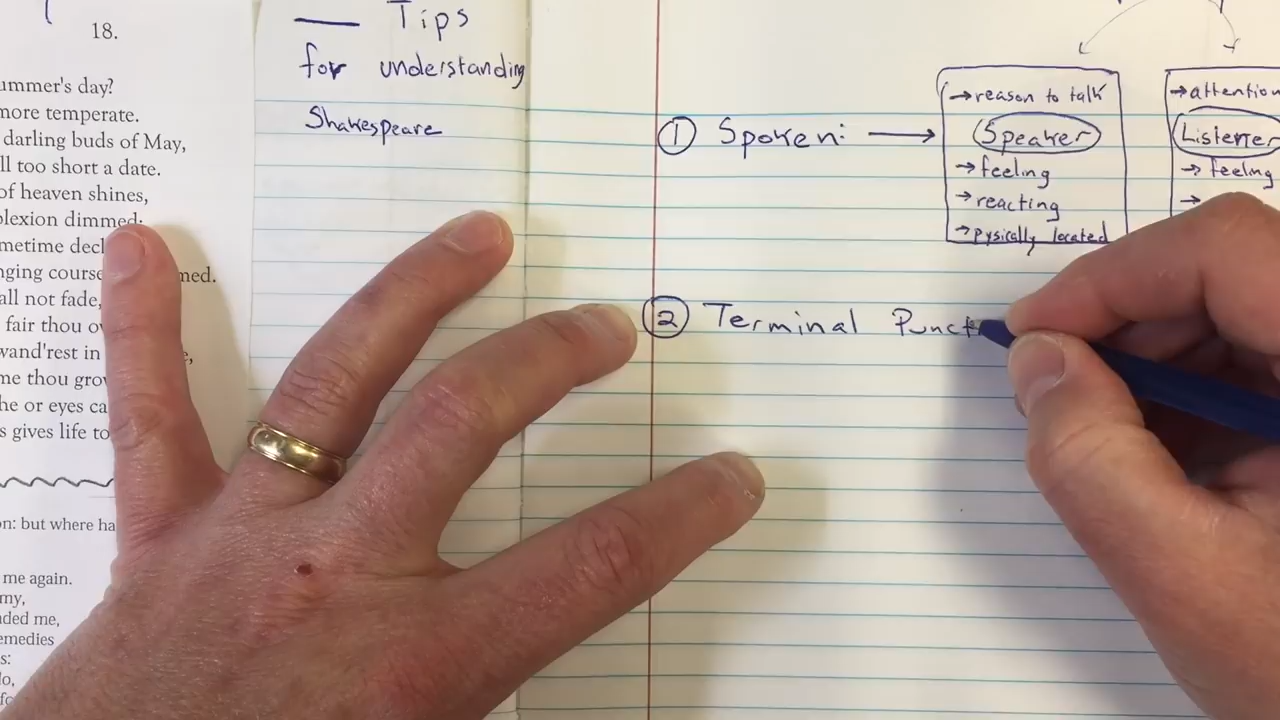 18.
ummer's day?
more temperate.
darling buds of May,
ll too short a date.
of heaven shines,
plexion dimmed;
metime decl
nging course med.
all not fade,
fair thou o
wand'rest in e,
me thou gro
he or eyes ca
s gives life to
on: but where ha
me again.
my,
ided me,
emedies
s:
lo,
Tips
for understanding
Shakespeare
① Spoken: →
→ reason to talk
Speaker
→ feeling
→ reacting
→ pysically located
→ attention
Listener
→ feeling
→
② Terminal Punct